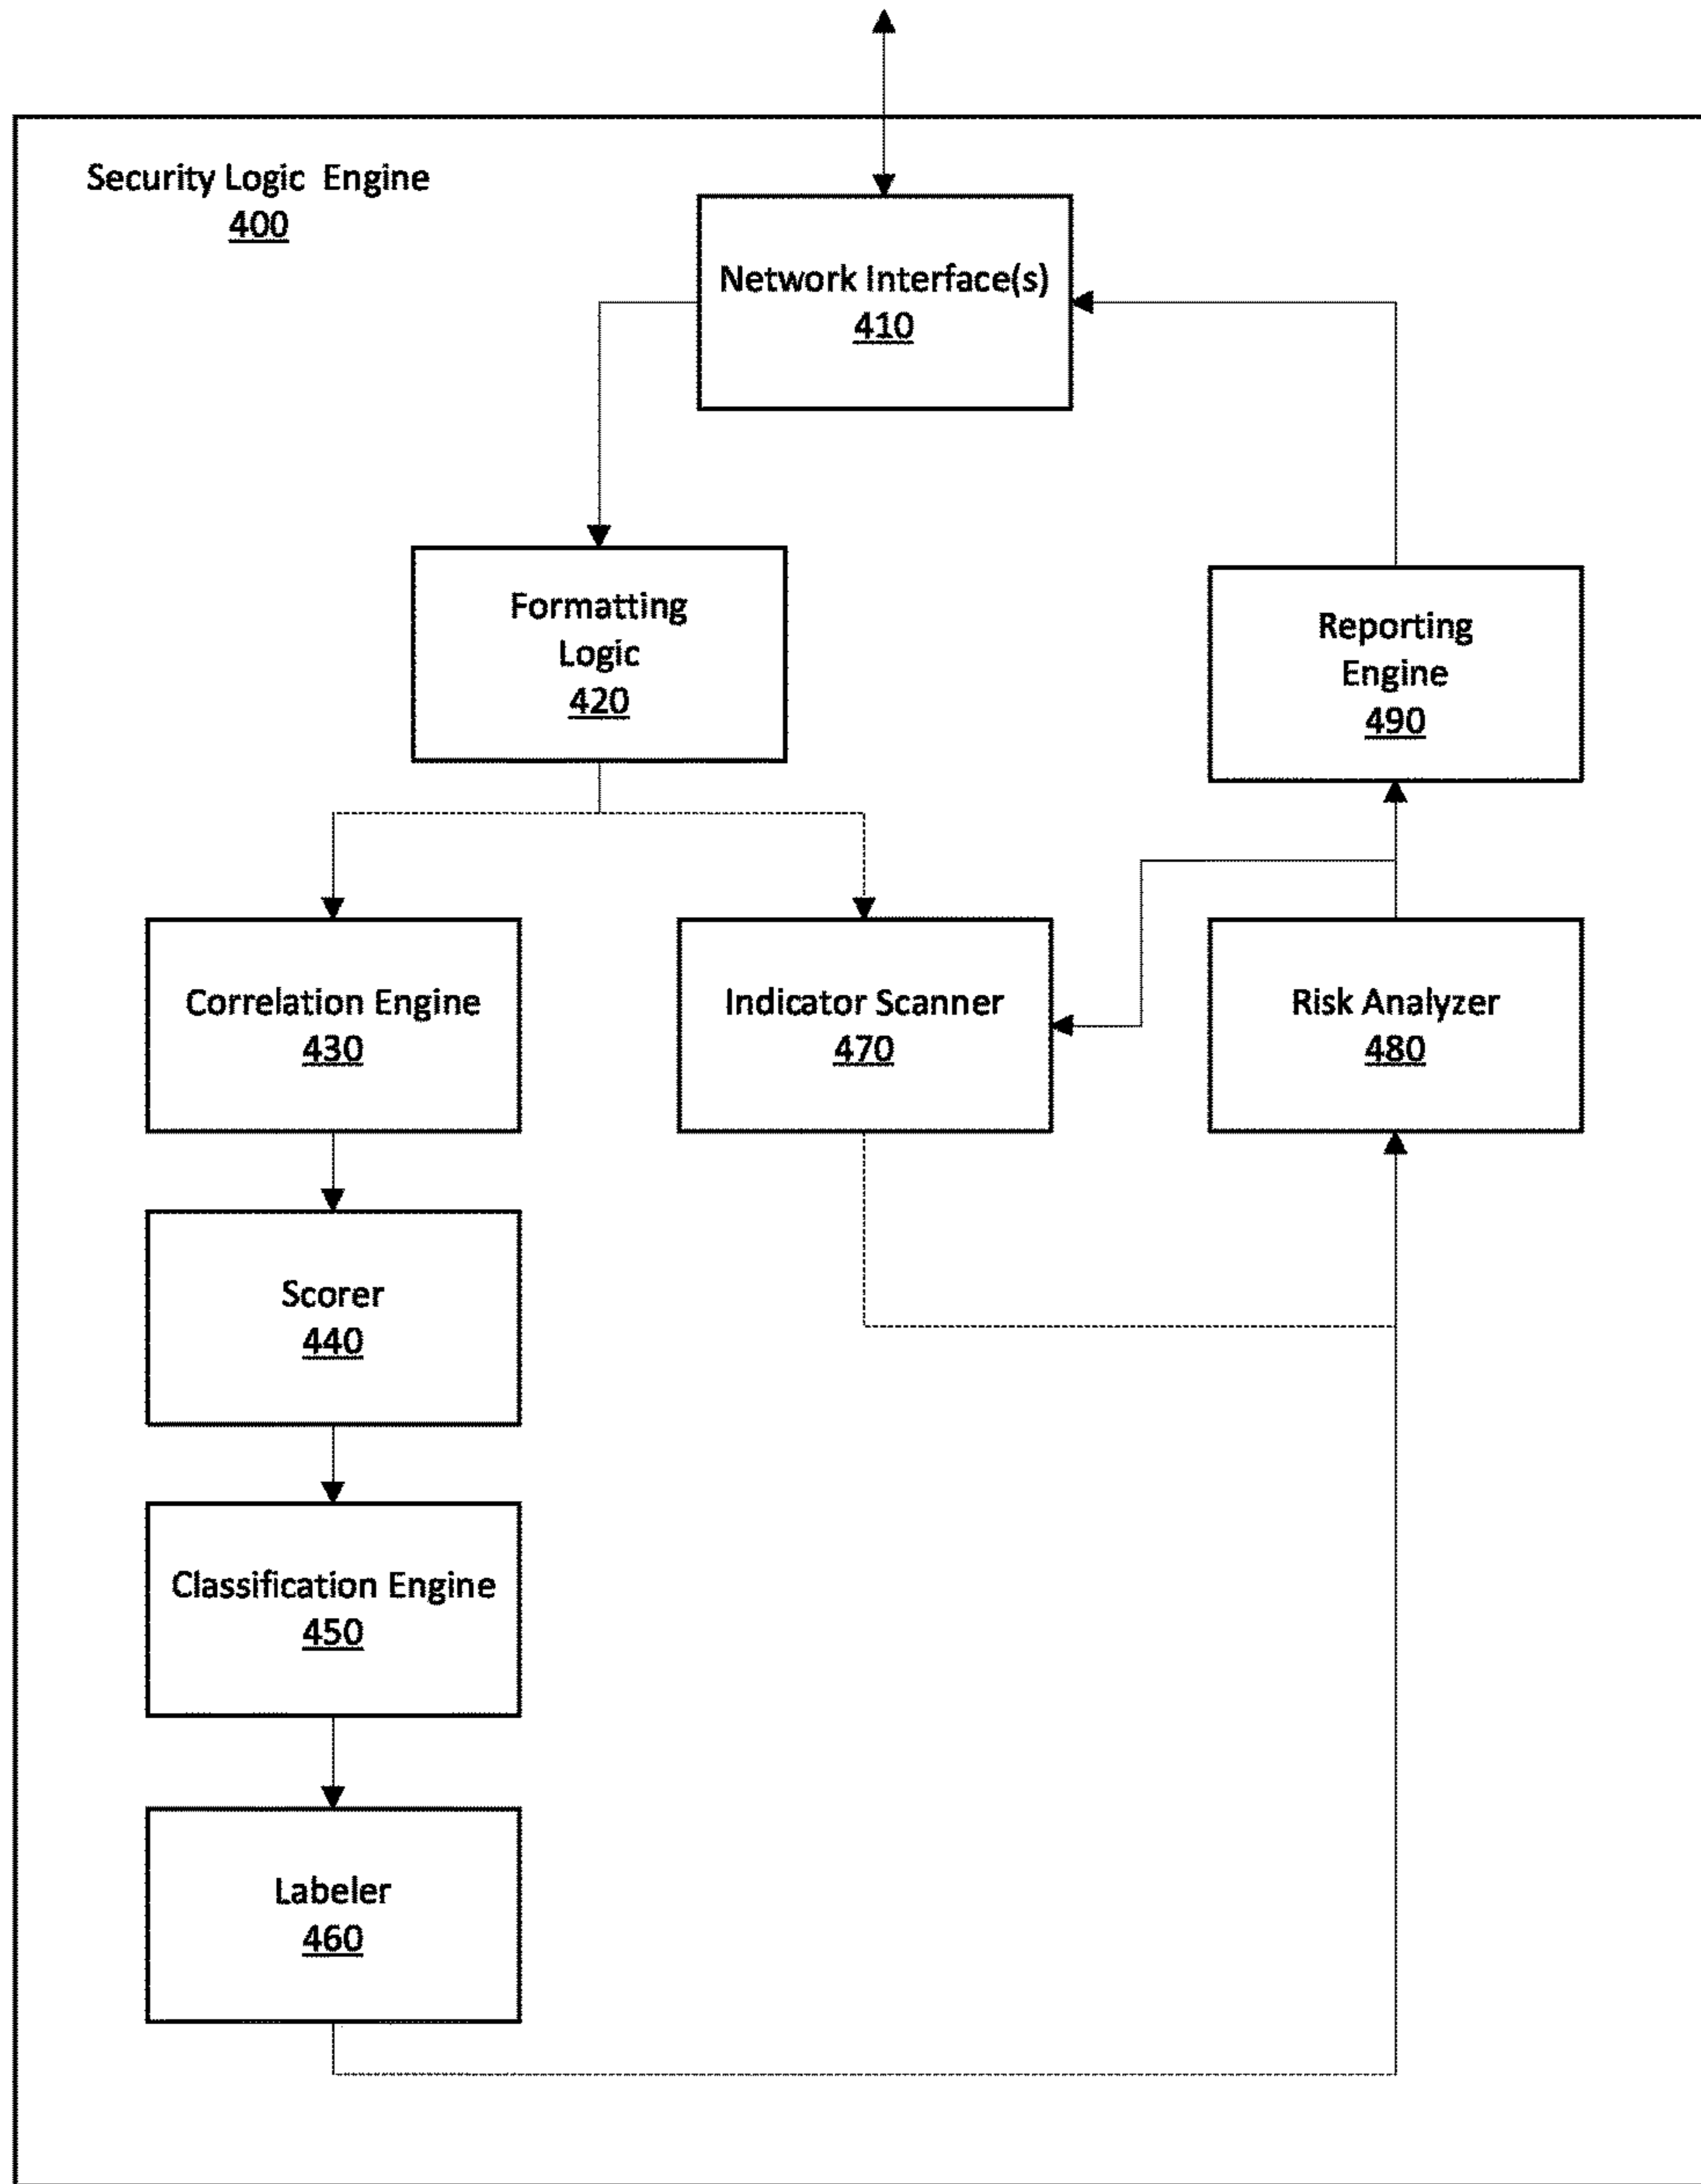 Security Logic Engine
400
Network Interface(s)
410
Formatting
Logic
420
Reporting
Engine
490
Correlation Engine
430
Indicator Scanner
470
Risk Analyzer
480
Scorer
440
Classification Engine
450
Labeler
460